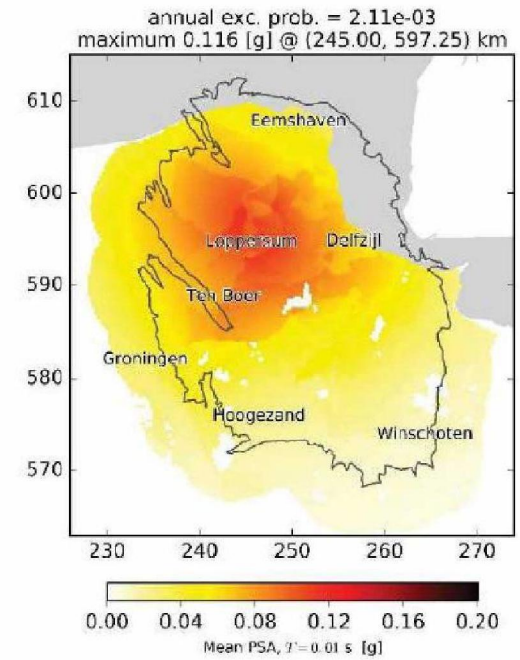 annual exc. prob. = 2.11e-03
maximum 0.116 [g] @ (245.00, 597.25) km
610
Eemshaven
600
Loppersum
Delfzijl
590
Ten Boer
Groningen
580
Hoogezand
Winschoten
570
230 240 250 260 270
0.00 0.04 0.08 0.12 0.16 0.20
Mean PSA, T=0.01 s [g]